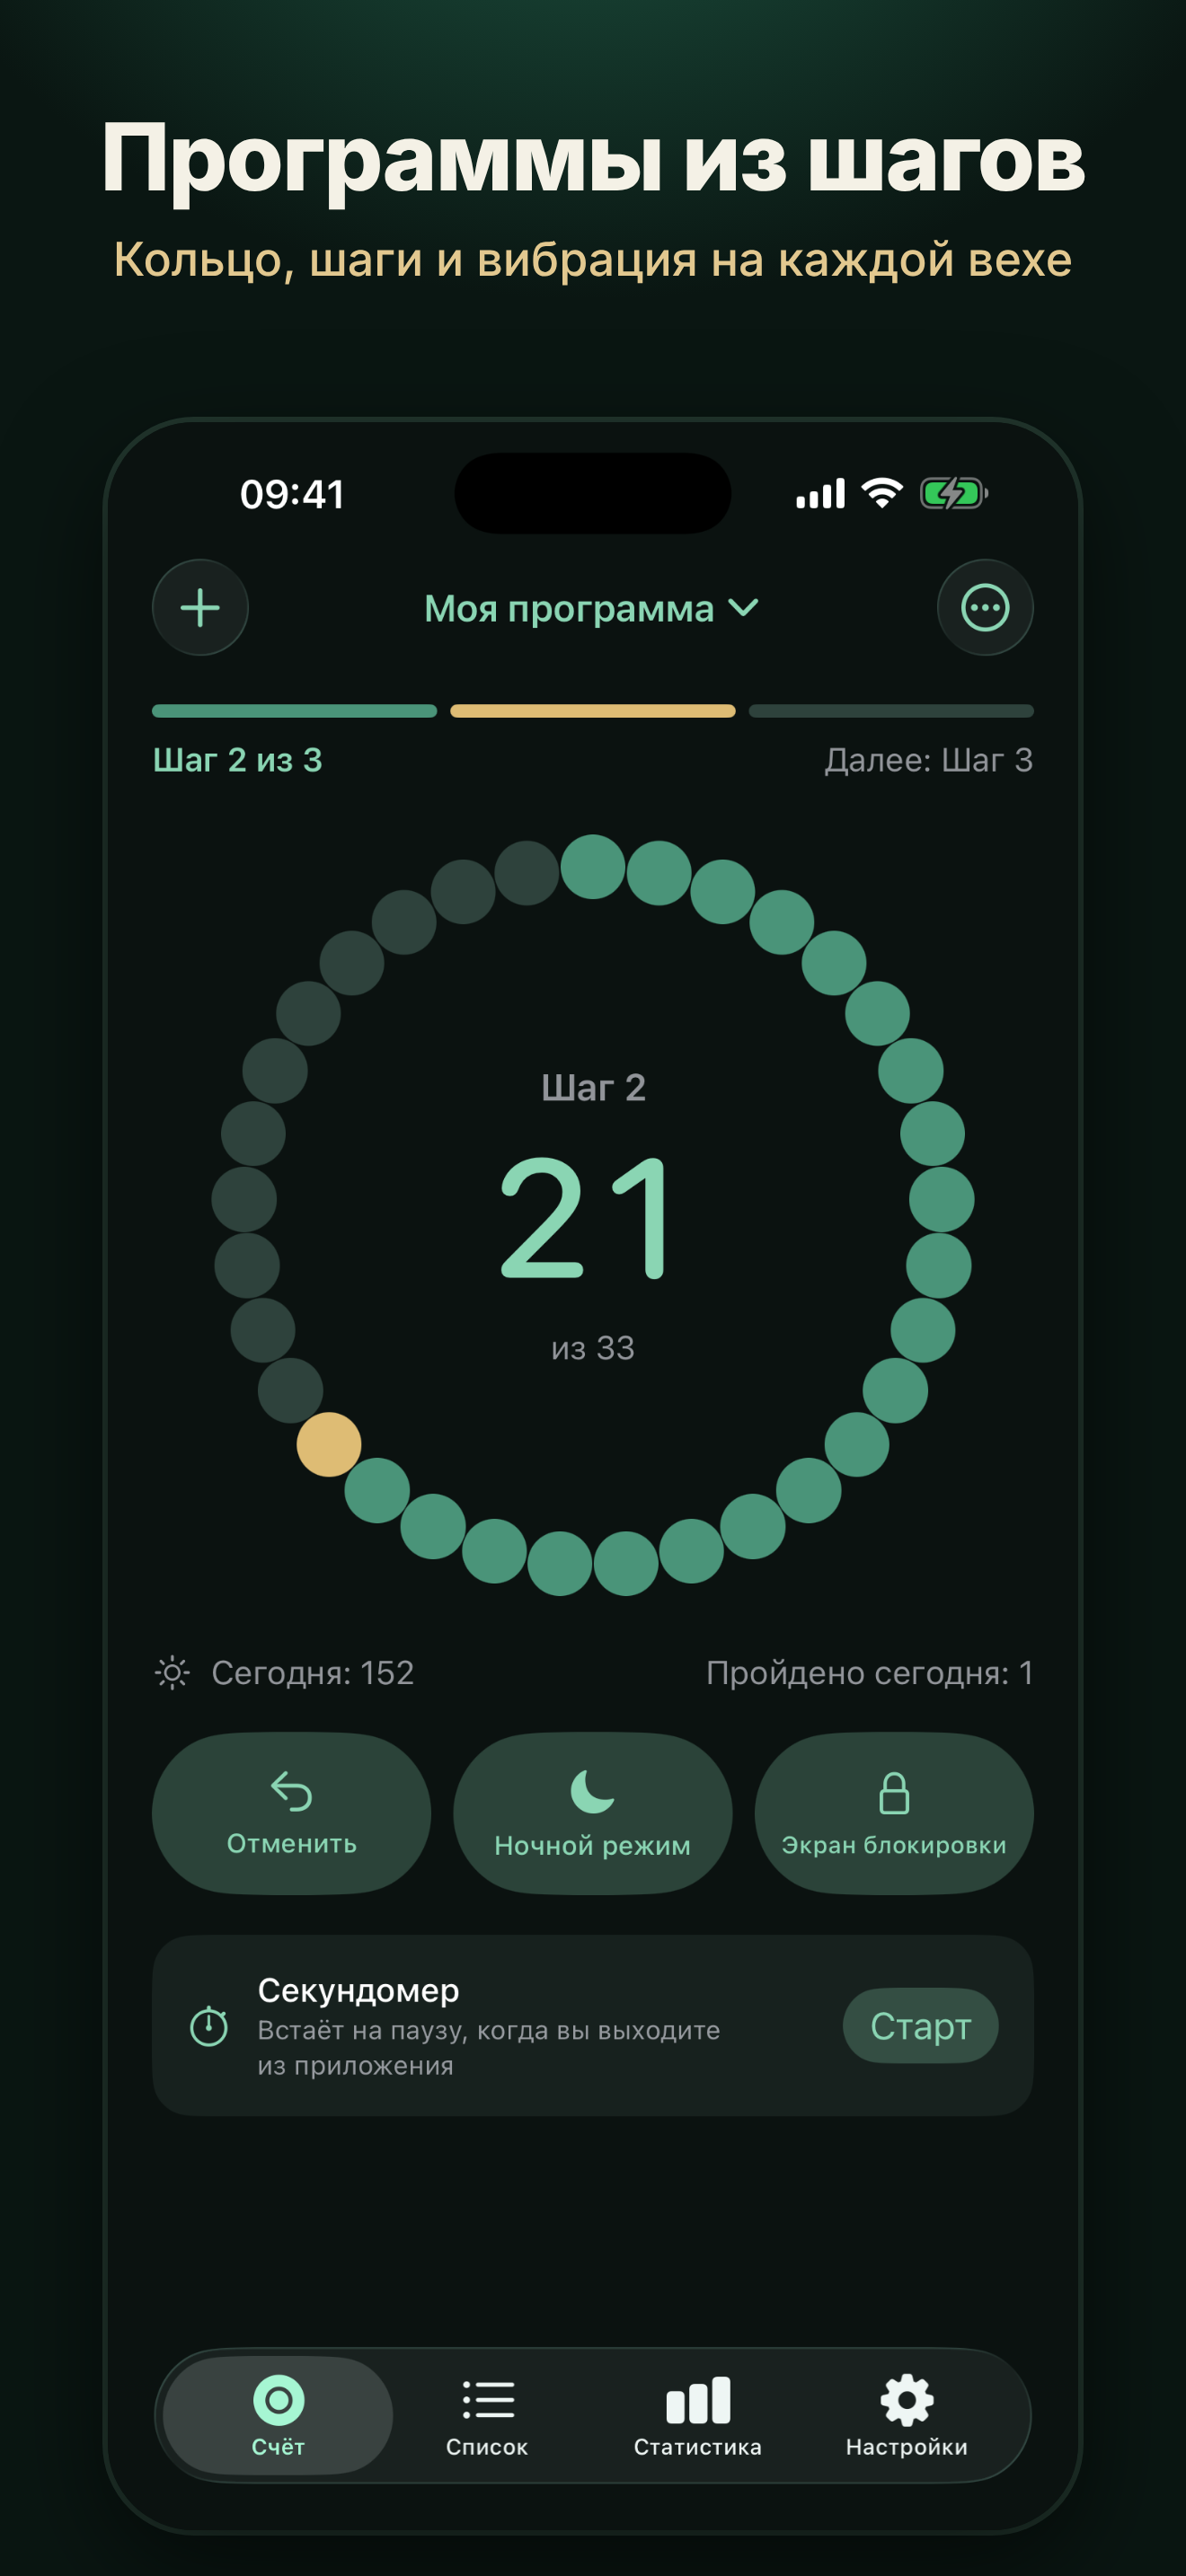 Программы из шагов
Кольцо, шаги и вибрация на каждой вехе
09:41
Моя программа
Шаг 2 из 3
Далее: Шаг 3
Шаг 2
21
из 33
Сегодня: 152
Пройдено сегодня: 1
Отменить
Ночной режим
Экран блокировки
Секундомер
Встаёт на паузу, когда вы выходите
из приложения
Старт
Счёт
Список
Статистика
Настройки